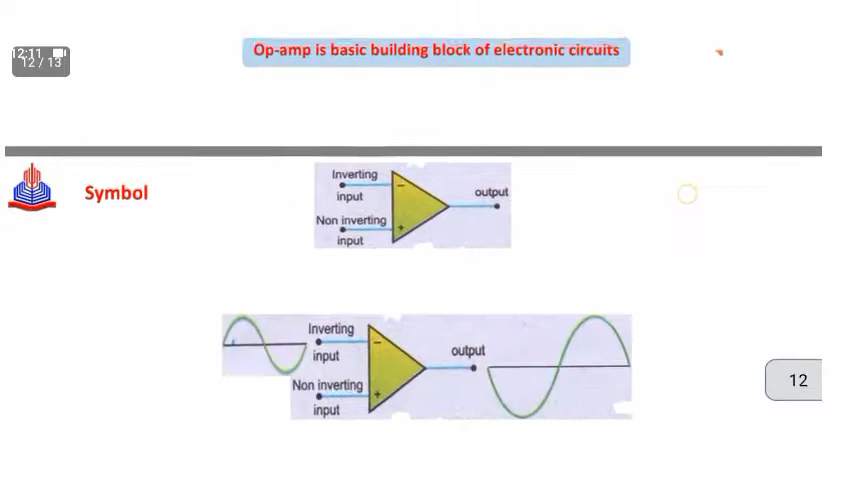 Op-amp is basic building block of electronic circuits
12:11
12 / 13
Symbol
Inverting
input
Non inverting
input
−
+
output
Inverting
input
Non inverting
input
−
+
output
12